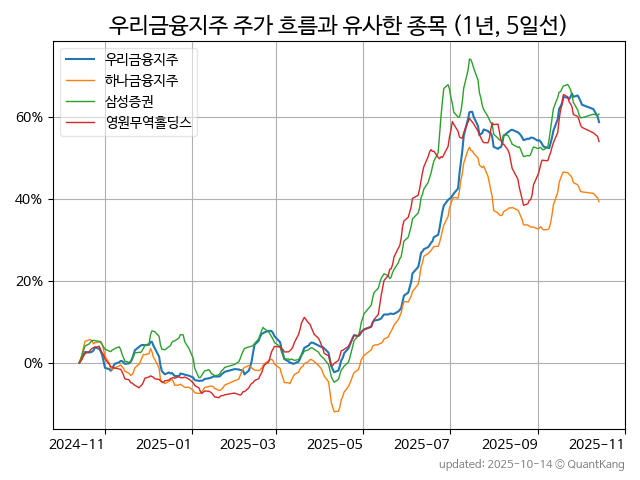 우리금융지주 주가 흐름과 유사한 종목 (1년, 5일선)
우리금융지주
하나금융지주
삼성증권
영원무역홀딩스
60%
40%
20%
0%
2024-11 2025-01 2025-03 2025-05 2025-07 2025-09 2025-11
updated: 2025-10-14 © QuantKang